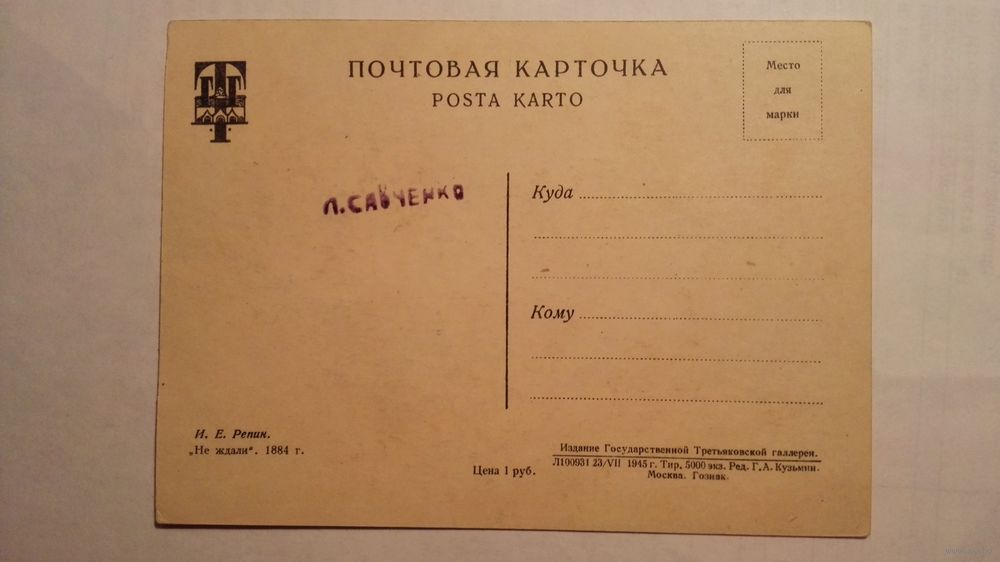 ПОЧТОВАЯ КАРТОЧКА
POSTA KARTO
Место
для
марки
Л. САВЧЕНКО
Куда
Кому
И. Е. Репин.
„Не ждали“. 1884 г.
Цена 1 руб.
Издание Государственной Третьяковской галлереи.
Л100931 23/VII 1945 г. Тир. 5000 экз. Ред. Г. А. Кузьмин.
Москва. Гознак.